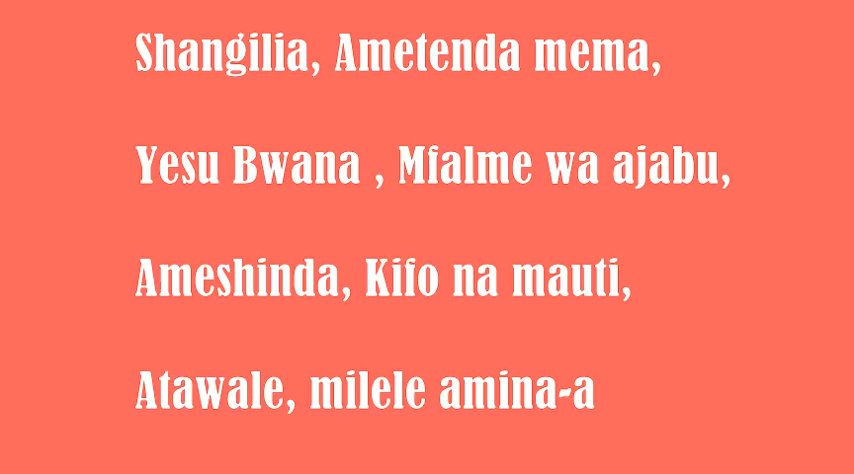 Shangilia, Ametenda mema,
Yesu Bwana , Mfalme wa ajabu,
Ameshinda, Kifo na mauti,
Atawale, milele amina-a